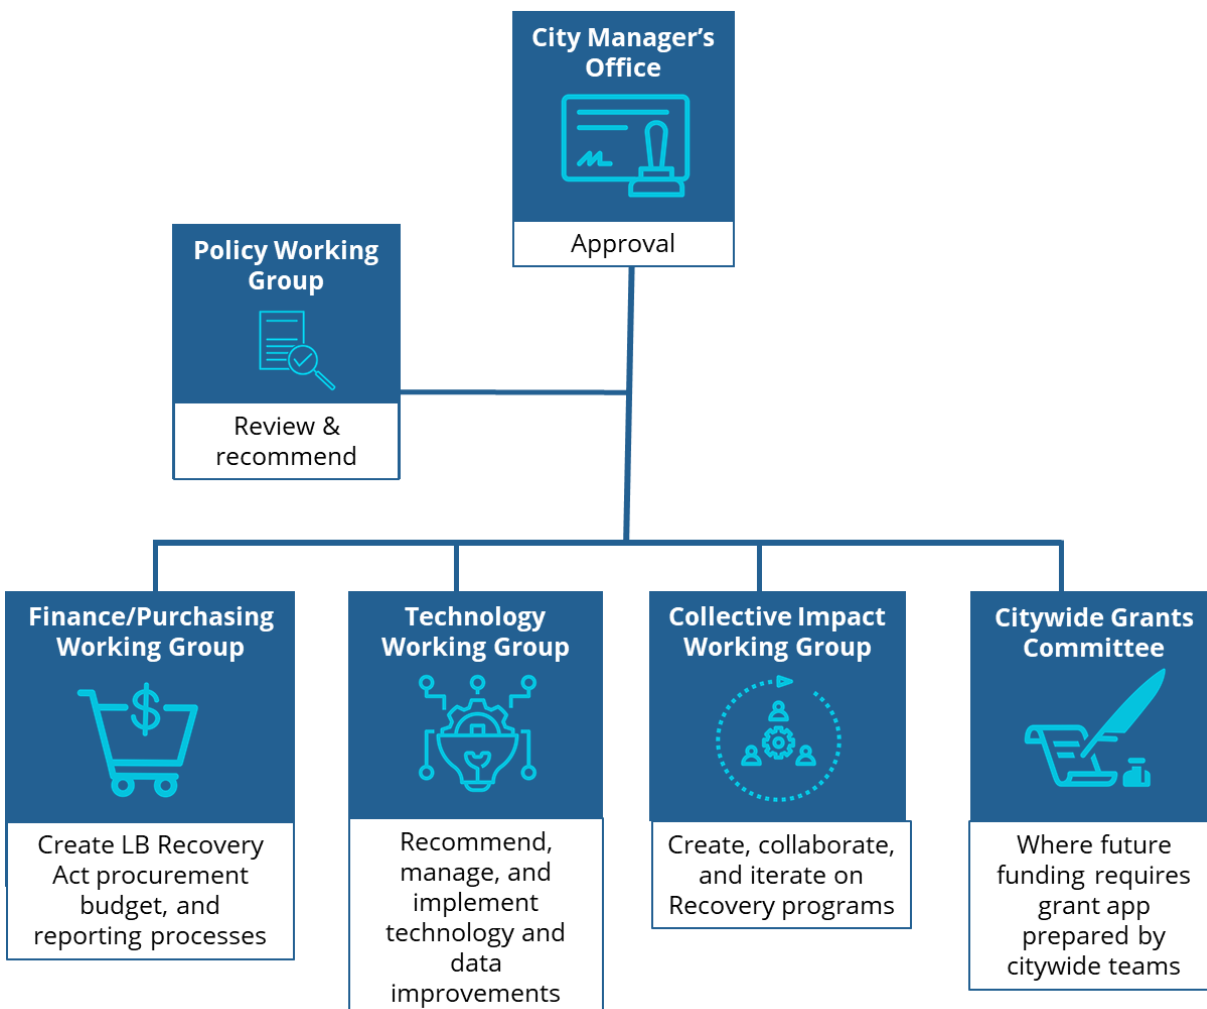 City Manager’s
Office
Approval
Policy Working
Group
Review &
recommend
Finance/Purchasing
Working Group
Create LB Recovery
Act procurement
budget, and
reporting processes
Technology
Working Group
Recommend,
manage, and
implement
technology and
data
improvements
Collective Impact
Working Group
Create, collaborate,
and iterate on
Recovery programs
Citywide Grants
Committee
Where future
funding requires
grant app
prepared by
citywide teams